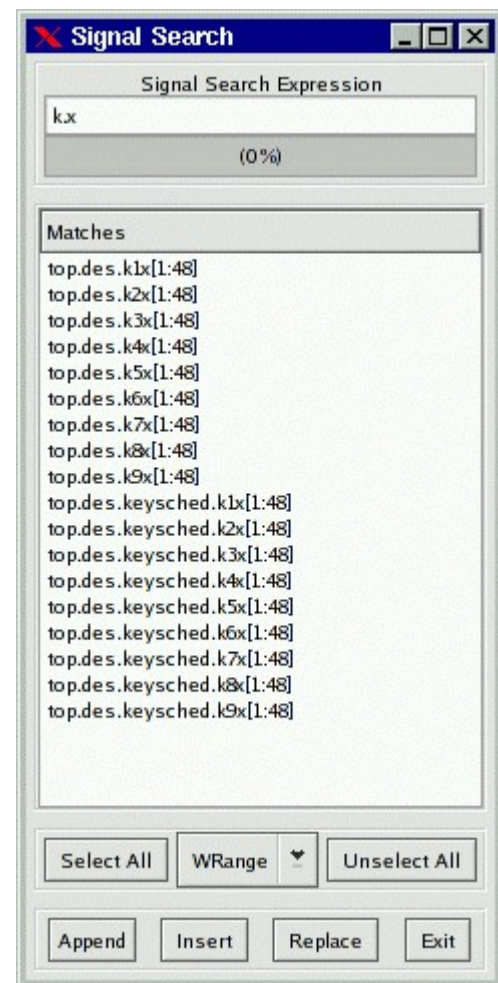 Signal Search
Signal Search Expression
k.x
(0%)
Matches
top.des.k1x[1:48]
top.des.k2x[1:48]
top.des.k3x[1:48]
top.des.k4x[1:48]
top.des.k5x[1:48]
top.des.k6x[1:48]
top.des.k7x[1:48]
top.des.k8x[1:48]
top.des.k9x[1:48]
top.des.keysched.k1x[1:48]
top.des.keysched.k2x[1:48]
top.des.keysched.k3x[1:48]
top.des.keysched.k4x[1:48]
top.des.keysched.k5x[1:48]
top.des.keysched.k6x[1:48]
top.des.keysched.k7x[1:48]
top.des.keysched.k8x[1:48]
top.des.keysched.k9x[1:48]
Select All WRange Unselect All
Append Insert Replace Exit